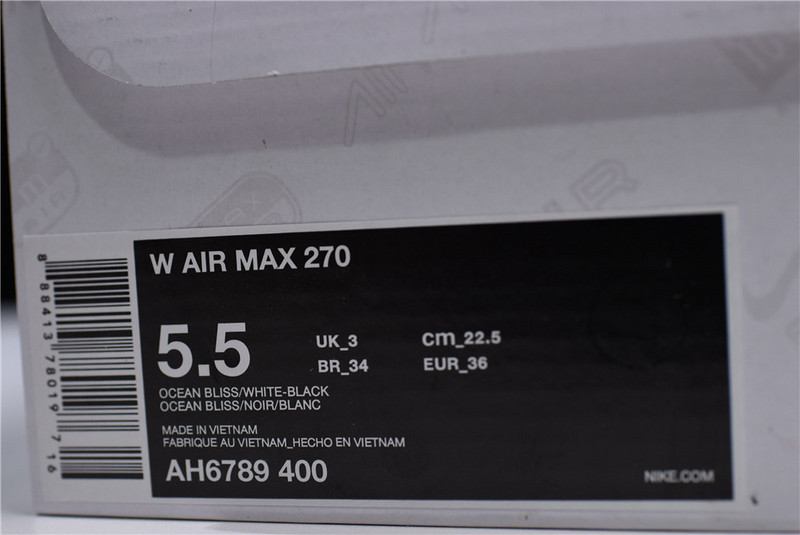 W AIR MAX 270
5.5
UK_3 cm_22.5
BR_34 EUR_36
OCEAN BLISS/WHITE-BLACK
OCEAN BLISS/NOIR/BLANC
MADE IN VIETNAM
FABRIQUE AU VIETNAM_HECHO EN VIETNAM
AH6789 400
NIKE.COM
8 88413 78019 7 16
AIR